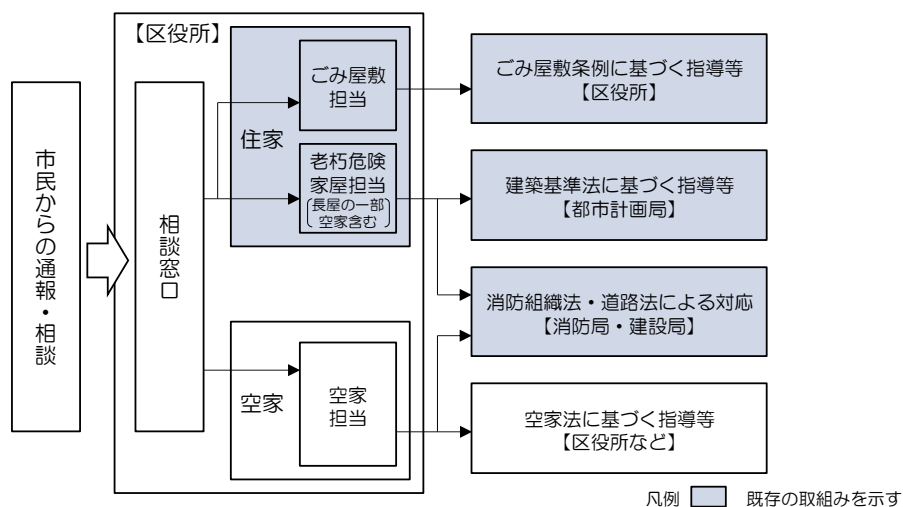 【区役所】
市民からの通報・相談
相談窓口
住家
ごみ屋敷
担当
老朽危険
家屋担当
長屋の一部
空家含む
空家
空家
担当
ごみ屋敷条例に基づく指導等
【区役所】
建築基準法に基づく指導等
【都市計画局】
消防組織法・道路法による対応
【消防局・建設局】
空家法に基づく指導等
【区役所など】
凡例 既存の取組みを示す